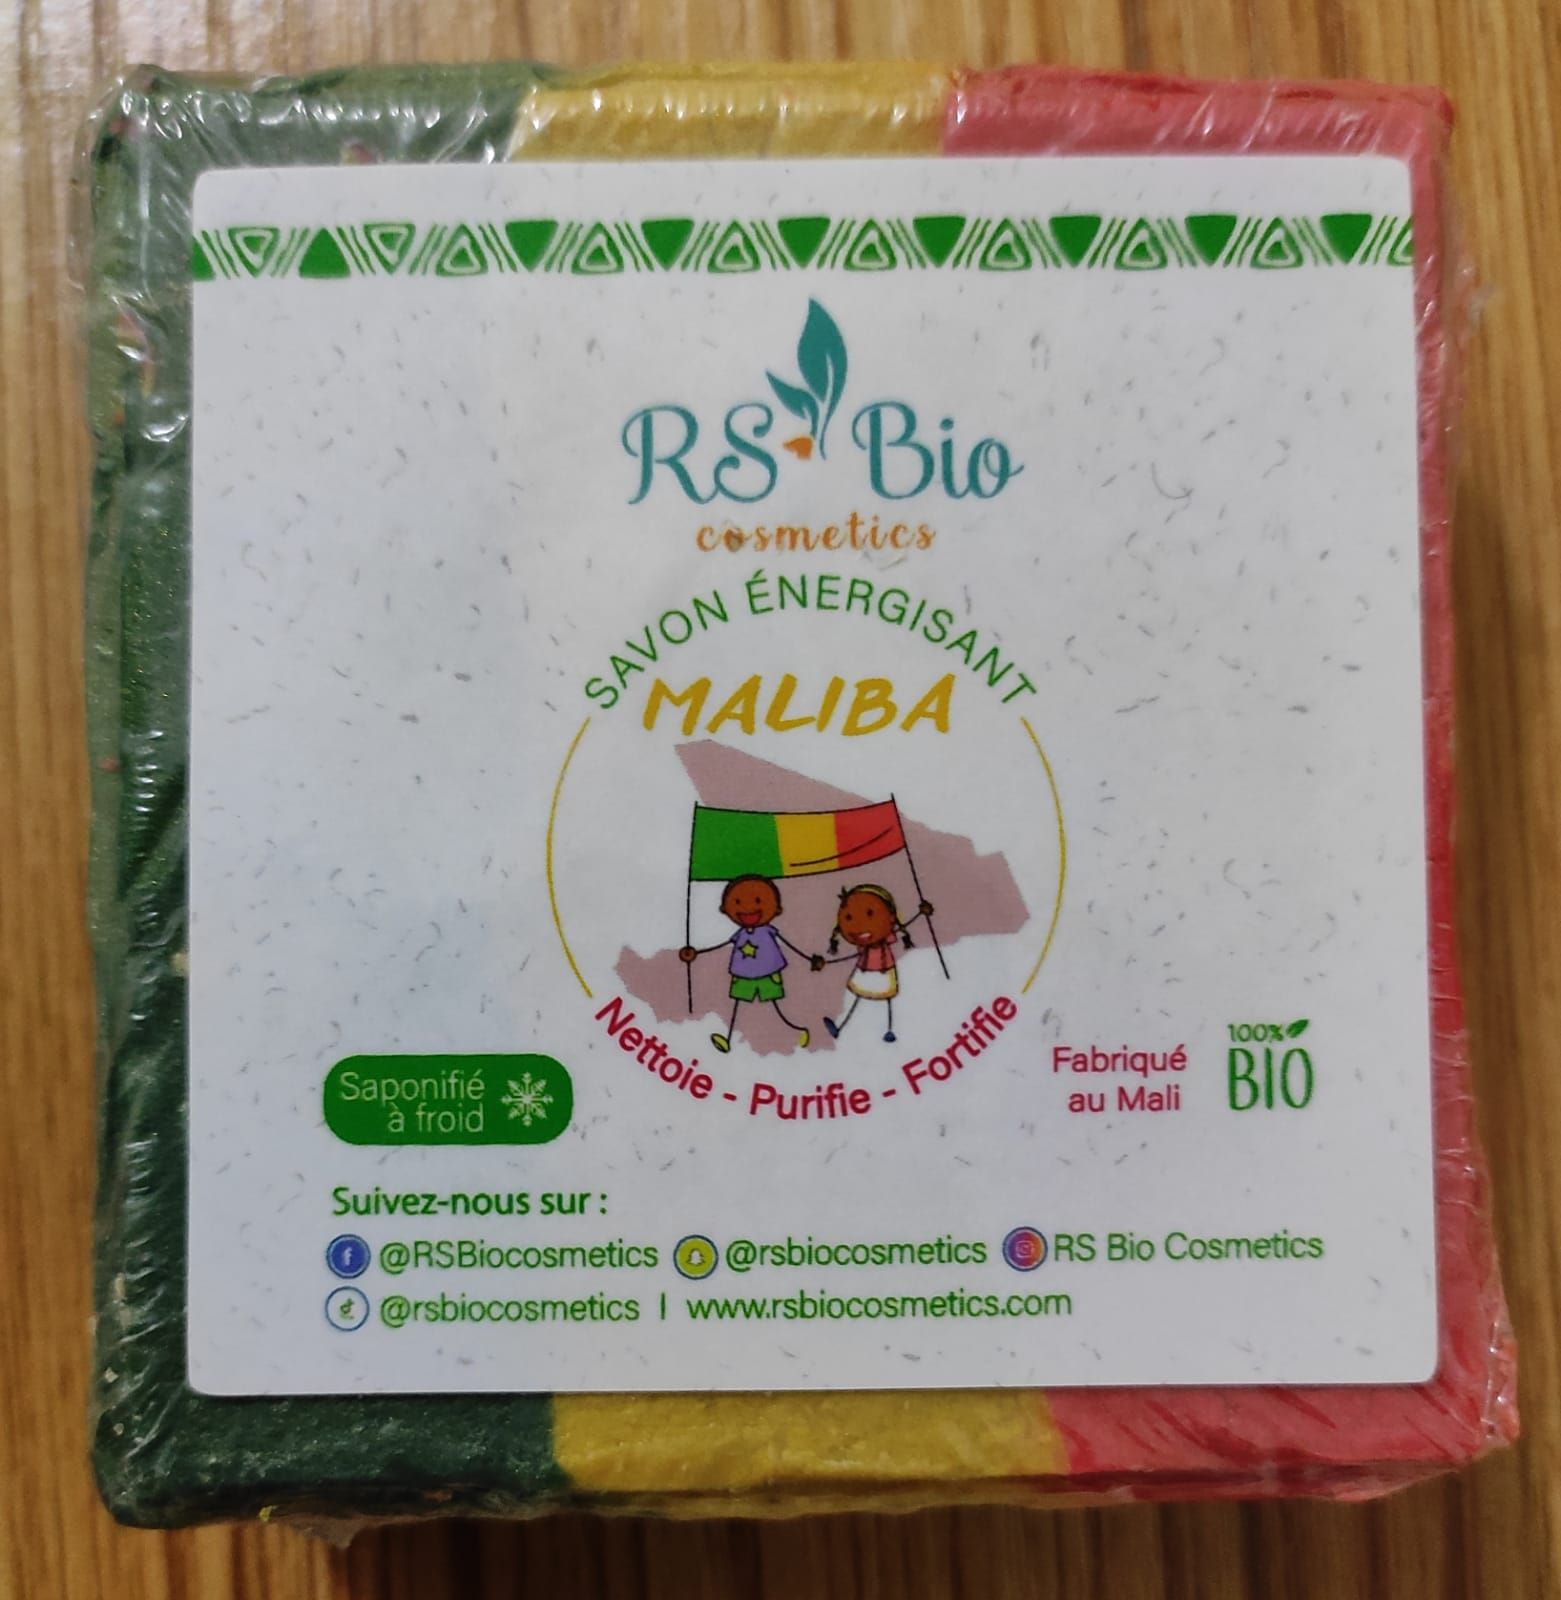 RS Bio
cosmetics
SAVON ÉNERGISANT
MALIBA
Nettoie - Purifie - Fortifie
Saponifié
à froid
Fabriqué
au Mali
100%
BIO
Suivez-nous sur :
@RSBiocosmetics @rsbiocosmetics RS Bio Cosmetics
@rsbiocosmetics | www.rsbiocosmetics.com